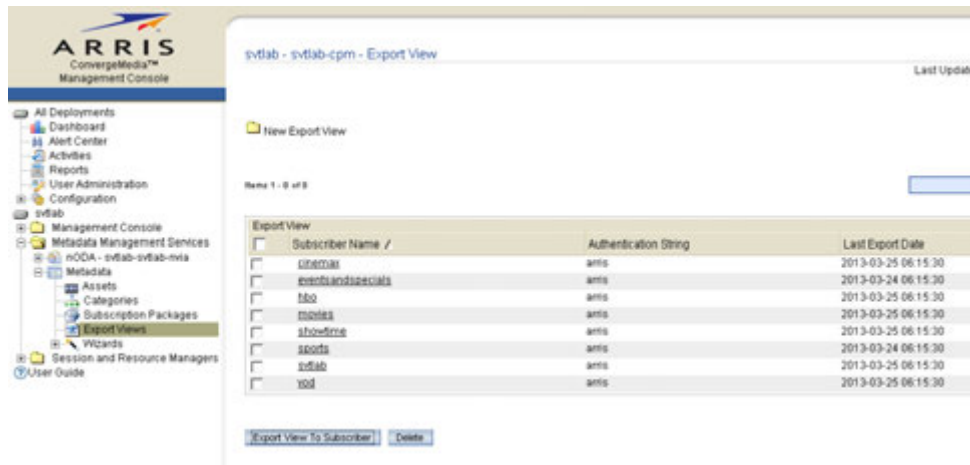 ARRIS
ConvergeMedia™
Management Console
svtlab - svtlab-cpm - Export View
Last Updat
All Deployments
Dashboard
Alert Center
Activities
Reports
User Administration
Configuration
svtlab
Management Console
Metadata Management Services
nODA - svtlab-svtlab-nvia
Metadata
Assets
Categories
Subscription Packages
Export Views
Wizards
Session and Resource Managers
User Guide
New Export View
Items 1 - 8 of 8
Export View
Subscriber Name / Authentication String Last Export Date
cinemax arris 2013-03-25 06:15:30
eventsandspecials arris 2013-03-24 06:15:30
hbo arris 2013-03-25 06:15:30
movies arris 2013-03-25 06:15:30
showtime arris 2013-03-25 06:15:30
sports arris 2013-03-24 06:15:30
svtlab arris 2013-03-25 06:15:30
vod arris 2013-03-25 06:15:30
Export View To Subscriber Delete